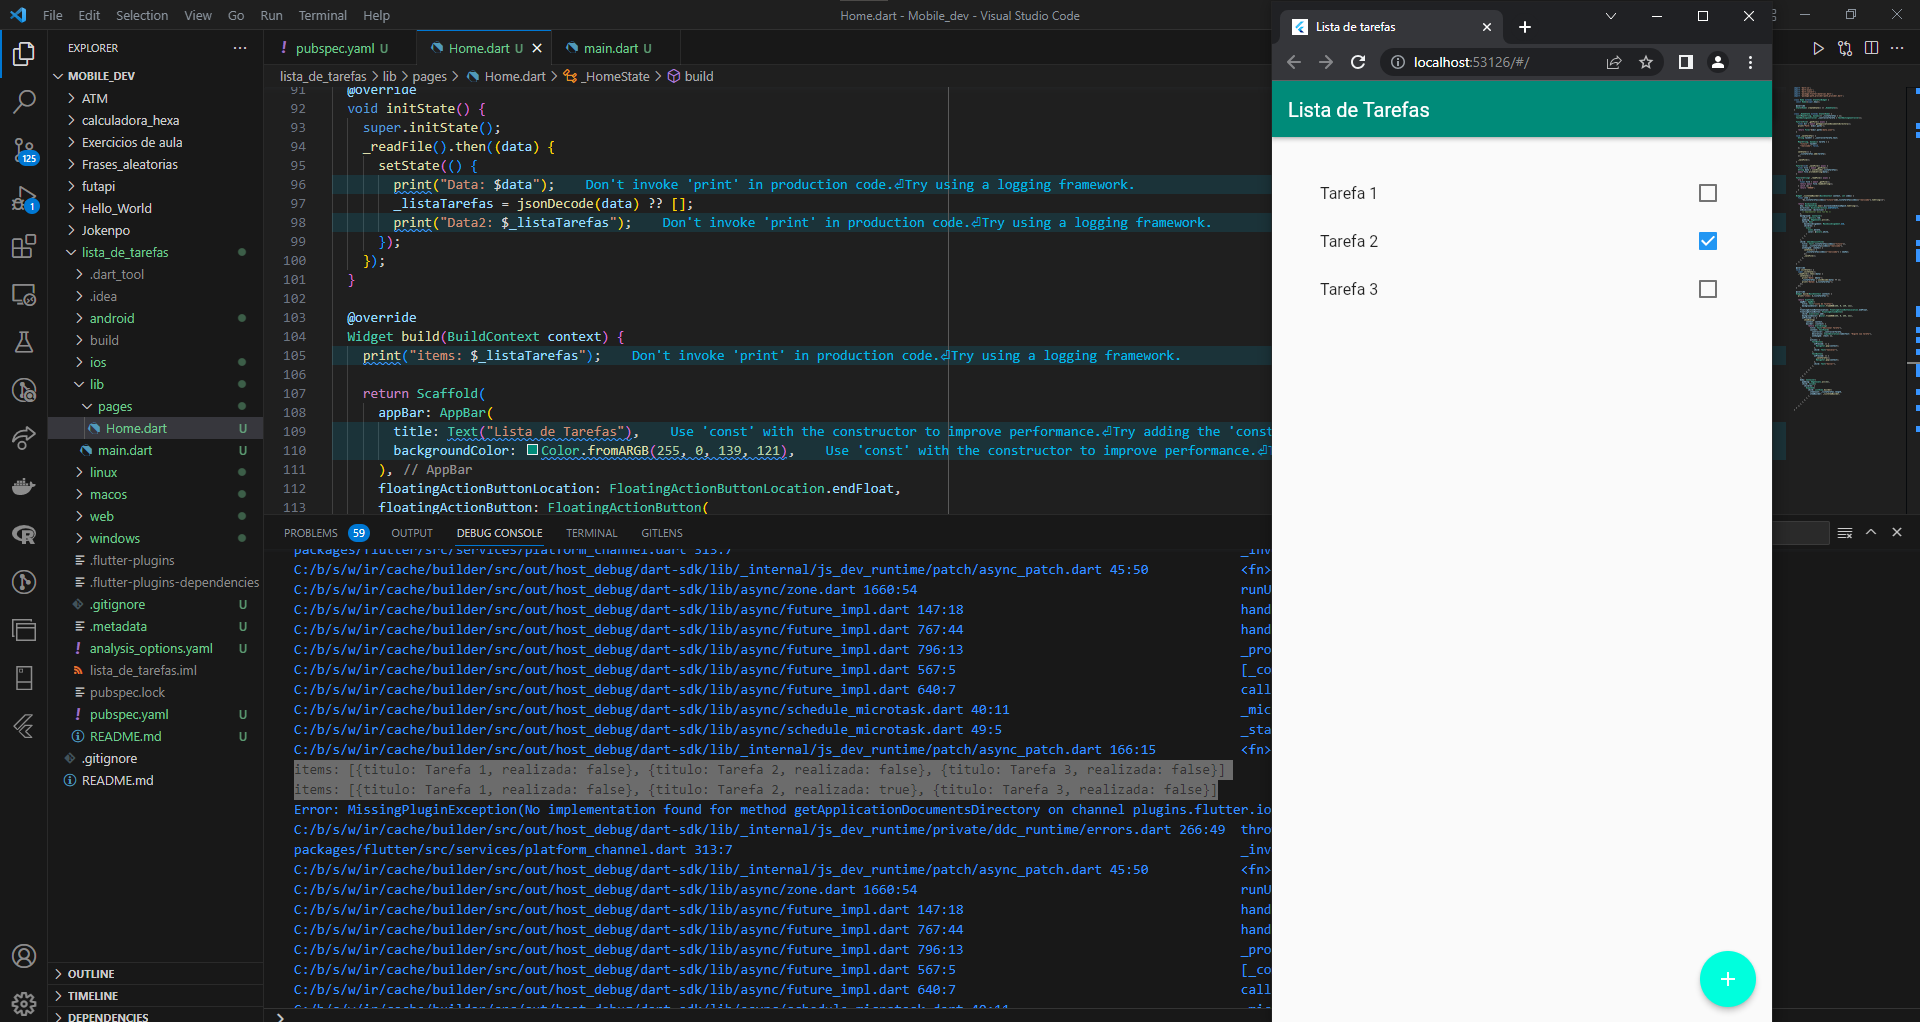 File Edit Selection View Go Run Terminal Help
Home.dart - Mobile_dev - Visual Studio Code
EXPLORER
MOBILE_DEV
ATM
calculadora_hexa
Exercicios de aula
Frases_aleatorias
futapi
Hello_World
Jokenpo
lista_de_tarefas
.dart_tool
.idea
android
build
ios
lib
pages
Home.dart U
main.dart U
linux
macos
web
windows
.flutter-plugins
.flutter-plugins-dependencies
.gitignore U
.metadata U
analysis_options.yaml U
lista_de_tarefas.iml
pubspec.lock
pubspec.yaml U
README.md U
.gitignore
README.md
OUTLINE
TIMELINE
DEPENDENCIES
125
1
pubspec.yaml U Home.dart U main.dart U
lista_de_tarefas > lib > pages > Home.dart > _HomeState > build
91 @override
92 void initState() {
93 super.initState();
94 _readFile().then((data) {
95 setState(() {
96 print("Data: $data"); Don't invoke 'print' in production code.⏎Try using a logging framework.
97 _listaTarefas = jsonDecode(data) ?? [];
98 print("Data2: $_listaTarefas"); Don't invoke 'print' in production code.⏎Try using a logging framework.
99 });
100 });
101 }
102
103 @override
104 Widget build(BuildContext context) {
105 print("items: $_listaTarefas"); Don't invoke 'print' in production code.⏎Try using a logging framework.
106
107 return Scaffold(
108 appBar: AppBar(
109 title: Text("Lista de Tarefas"), Use 'const' with the constructor to improve performance.⏎Try adding the 'const
110 backgroundColor: Color.fromARGB(255, 0, 139, 121), Use 'const' with the constructor to improve performance.⏎T
111 ), // AppBar
112 floatingActionButtonLocation: FloatingActionButtonLocation.endFloat,
113 floatingActionButton: FloatingActionButton(
PROBLEMS 59 OUTPUT DEBUG CONSOLE TERMINAL GITLENS
packages/flutter/src/services/platform_channel.dart 313:7 _inv
C:/b/s/w/ir/cache/builder/src/out/host_debug/dart-sdk/lib/_internal/js_dev_runtime/patch/async_patch.dart 45:50 <fn>
C:/b/s/w/ir/cache/builder/src/out/host_debug/dart-sdk/lib/async/zone.dart 1660:54 runU
C:/b/s/w/ir/cache/builder/src/out/host_debug/dart-sdk/lib/async/future_impl.dart 147:18 hand
C:/b/s/w/ir/cache/builder/src/out/host_debug/dart-sdk/lib/async/future_impl.dart 767:44 hand
C:/b/s/w/ir/cache/builder/src/out/host_debug/dart-sdk/lib/async/future_impl.dart 796:13 _pro
C:/b/s/w/ir/cache/builder/src/out/host_debug/dart-sdk/lib/async/future_impl.dart 567:5 [_co
C:/b/s/w/ir/cache/builder/src/out/host_debug/dart-sdk/lib/async/future_impl.dart 640:7 call
C:/b/s/w/ir/cache/builder/src/out/host_debug/dart-sdk/lib/async/schedule_microtask.dart 40:11 _mic
C:/b/s/w/ir/cache/builder/src/out/host_debug/dart-sdk/lib/async/schedule_microtask.dart 49:5 _sta
C:/b/s/w/ir/cache/builder/src/out/host_debug/dart-sdk/lib/_internal/js_dev_runtime/patch/async_patch.dart 166:15 <fn>
items: [{titulo: Tarefa 1, realizada: false}, {titulo: Tarefa 2, realizada: false}, {titulo: Tarefa 3, realizada: false}]
items: [{titulo: Tarefa 1, realizada: false}, {titulo: Tarefa 2, realizada: true}, {titulo: Tarefa 3, realizada: false}]
Error: MissingPluginException(No implementation found for method getApplicationDocumentsDirectory on channel plugins.flutter.io
C:/b/s/w/ir/cache/builder/src/out/host_debug/dart-sdk/lib/_internal/js_dev_runtime/private/ddc_runtime/errors.dart 266:49 thro
packages/flutter/src/services/platform_channel.dart 313:7 _inv
C:/b/s/w/ir/cache/builder/src/out/host_debug/dart-sdk/lib/_internal/js_dev_runtime/patch/async_patch.dart 45:50 <fn>
C:/b/s/w/ir/cache/builder/src/out/host_debug/dart-sdk/lib/async/zone.dart 1660:54 runU
C:/b/s/w/ir/cache/builder/src/out/host_debug/dart-sdk/lib/async/future_impl.dart 147:18 hand
C:/b/s/w/ir/cache/builder/src/out/host_debug/dart-sdk/lib/async/future_impl.dart 767:44 hand
C:/b/s/w/ir/cache/builder/src/out/host_debug/dart-sdk/lib/async/future_impl.dart 796:13 _pro
C:/b/s/w/ir/cache/builder/src/out/host_debug/dart-sdk/lib/async/future_impl.dart 567:5 [_co
C:/b/s/w/ir/cache/builder/src/out/host_debug/dart-sdk/lib/async/future_impl.dart 640:7 call
C:/b/s/w/ir/cache/builder/src/out/host_debug/dart-sdk/lib/async/schedule_microtask.dart 40:11 _mic
Lista de tarefas
localhost:53126/#/
Lista de Tarefas
Tarefa 1
Tarefa 2
Tarefa 3